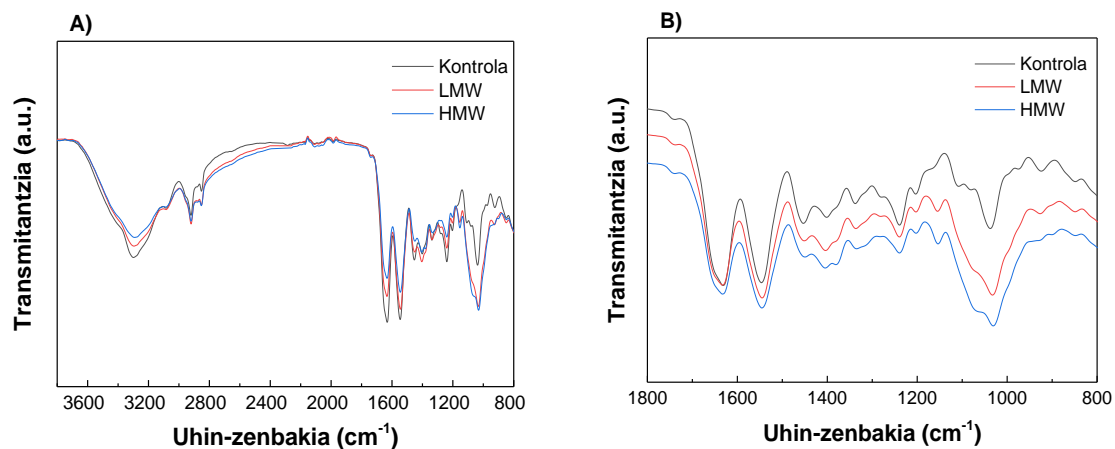 A)
Kontrola
LMW
HMW
Transmitantzia (a.u.)
3600 3200 2800 2400 2000 1600 1200 800
Uhin-zenbakia (cm⁻¹)
B)
Kontrola
LMW
HMW
Transmitantzia (a.u.)
1800 1600 1400 1200 1000 800
Uhin-zenbakia (cm⁻¹)